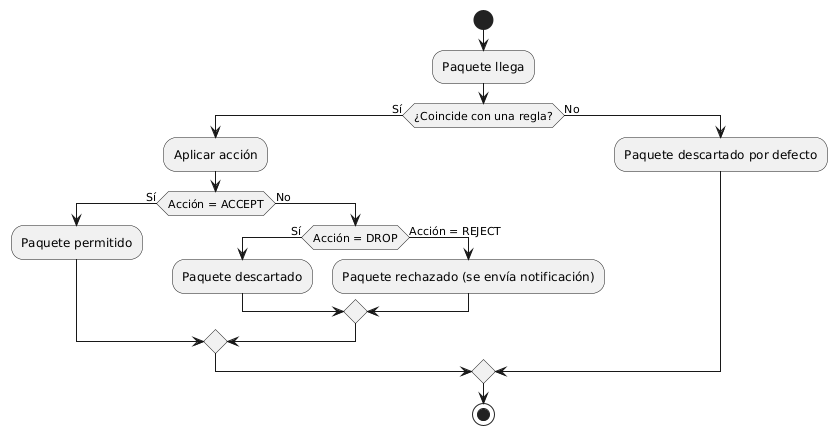 Paquete llega
Sí
¿Coincide con una regla?
No
Aplicar acción
Paquete descartado por defecto
Sí
Acción = ACCEPT
No
Paquete permitido
Sí
Acción = DROP
Acción = REJECT
Paquete descartado
Paquete rechazado (se envía notificación)